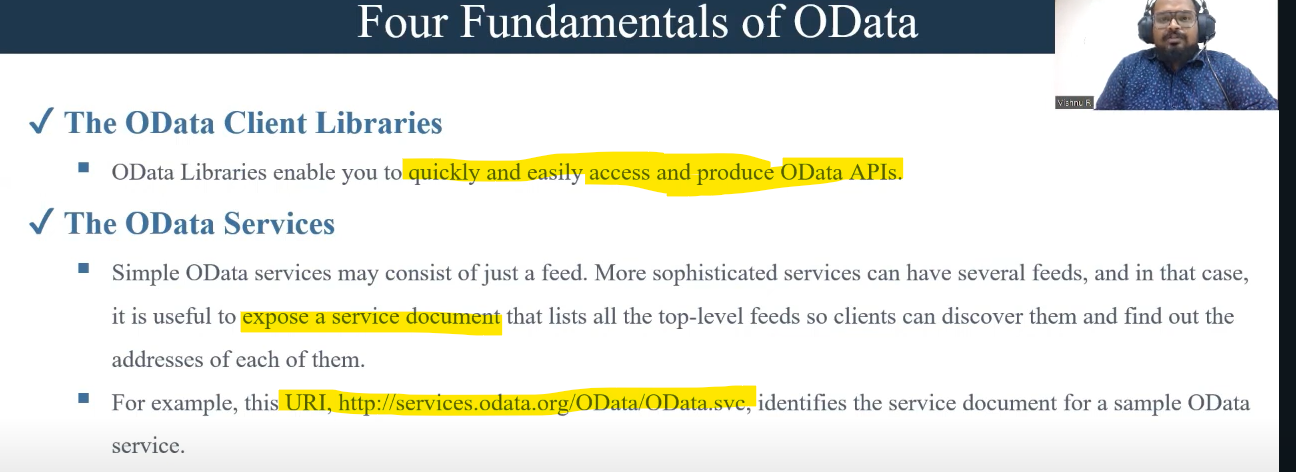 Four Fundamentals of OData
Vishnu R
✓ The OData Client Libraries
▪ OData Libraries enable you to quickly and easily access and produce OData APIs.
✓ The OData Services
▪ Simple OData services may consist of just a feed. More sophisticated services can have several feeds, and in that case,
it is useful to expose a service document that lists all the top-level feeds so clients can discover them and find out the
addresses of each of them.
▪ For example, this URI, http://services.odata.org/OData/OData.svc, identifies the service document for a sample OData
service.